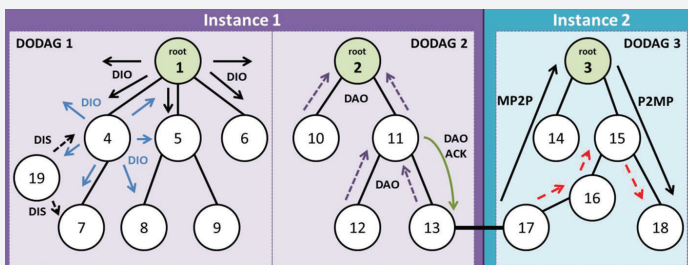 Instance 1
Instance 2
DODAG 1
DODAG 2
DODAG 3
root
1
root
2
root
3
DIO
DIO
DIO
DAO
MP2P
P2MP
DIS
4
5
6
10
11
DAO
ACK
14
15
DIO
19
DAO
16
DIS
7
8
9
12
13
17
18